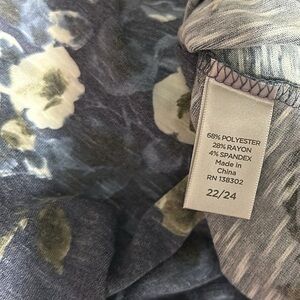 68% POLYESTER
28% RAYON
4% SPANDEX
Made in
China
RN 138302
22/24